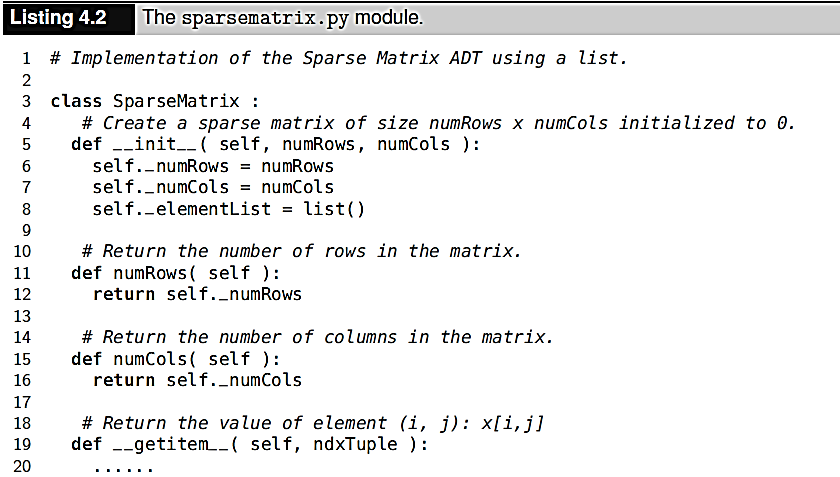 Listing 4.2 The sparsematrix.py module.
1 # Implementation of the Sparse Matrix ADT using a list.
2
3 class SparseMatrix :
4 # Create a sparse matrix of size numRows x numCols initialized to 0.
5 def __init__( self, numRows, numCols ):
6 self._numRows = numRows
7 self._numCols = numCols
8 self._elementList = list()
9
10 # Return the number of rows in the matrix.
11 def numRows( self ):
12 return self._numRows
13
14 # Return the number of columns in the matrix.
15 def numCols( self ):
16 return self._numCols
17
18 # Return the value of element (i, j): x[i,j]
19 def __getitem__( self, ndxTuple ):
20 ......